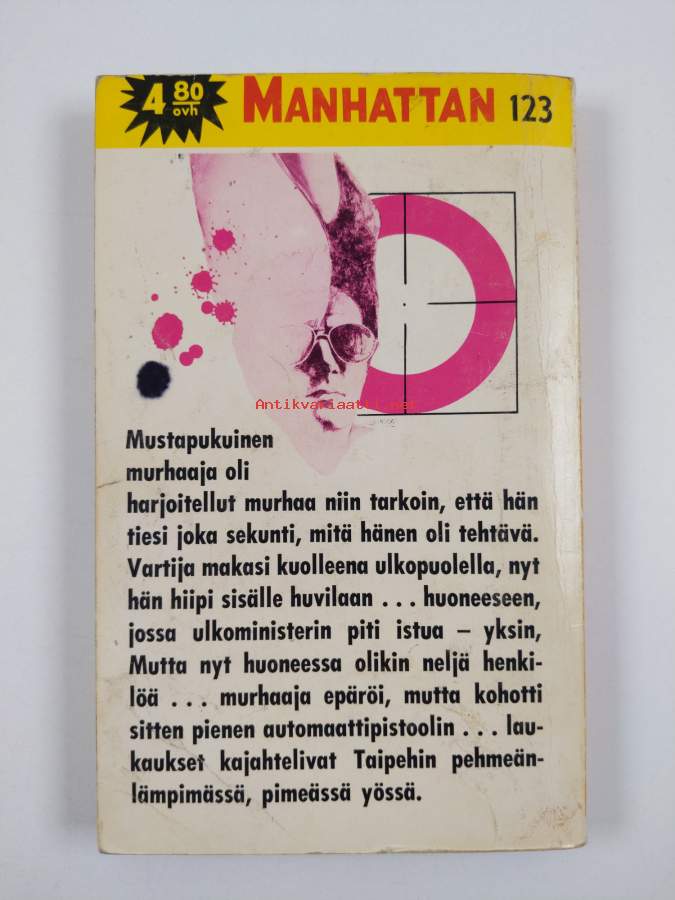 4 80 ovh
MANHATTAN 123
Antikvariaatti.net
Mustapukuinen
murhaaja oli
harjoitellut murhaa niin tarkoin, että hän
tiesi joka sekunti, mitä hänen oli tehtävä.
Vartija makasi kuolleena ulkopuolella, nyt
hän hiipi sisälle huvilaan . . . huoneeseen,
jossa ulkoministerin piti istua – yksin,
Mutta nyt huoneessa olikin neljä henki-
löä . . . murhaaja epäröi, mutta kohotti
sitten pienen automaattipistoolin . . . lau-
kaukset kajahtelivat Taipehin pehmeän-
lämpimässä, pimeässä yössä.